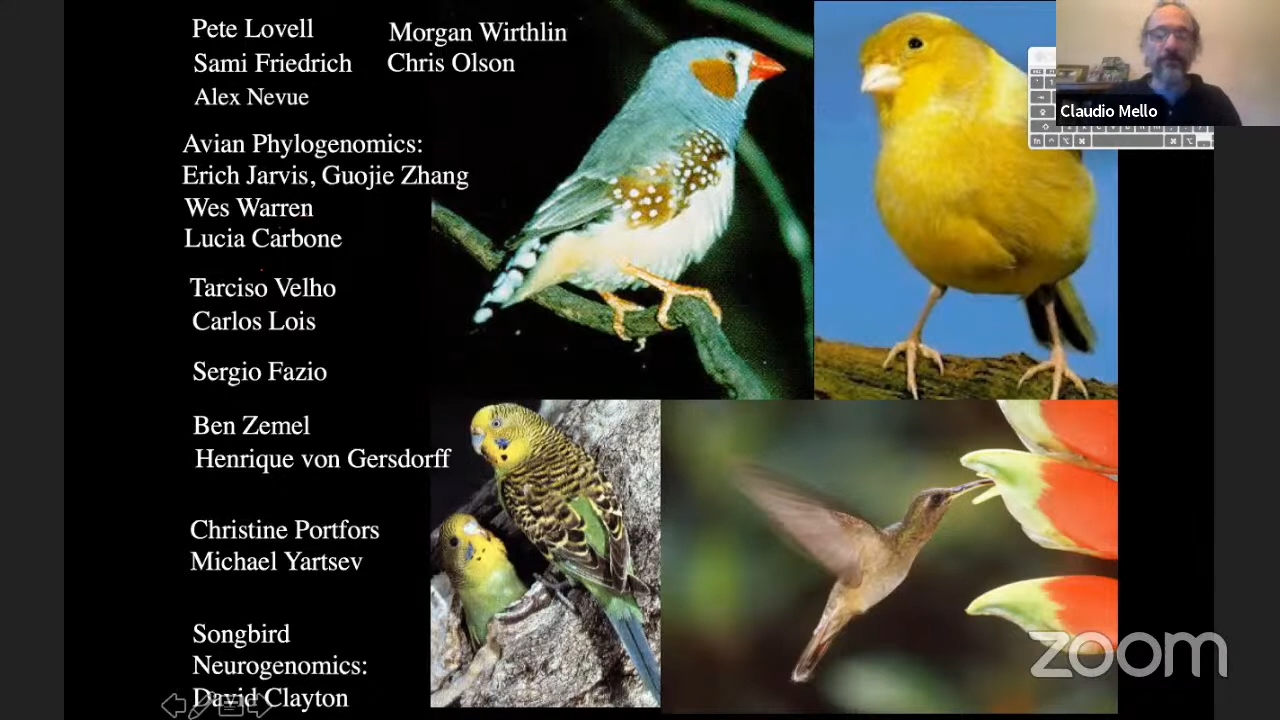 Pete Lovell
Sami Friedrich
Alex Nevue
Morgan Wirthlin
Chris Olson
Avian Phylogenomics:
Erich Jarvis, Guojie Zhang
Wes Warren
Lucia Carbone
Tarciso Velho
Carlos Lois
Sergio Fazio
Ben Zemel
Henrique von Gersdorff
Christine Portfors
Michael Yartsev
Songbird
Neurogenomics:
David Clayton
Claudio Mello
zoom